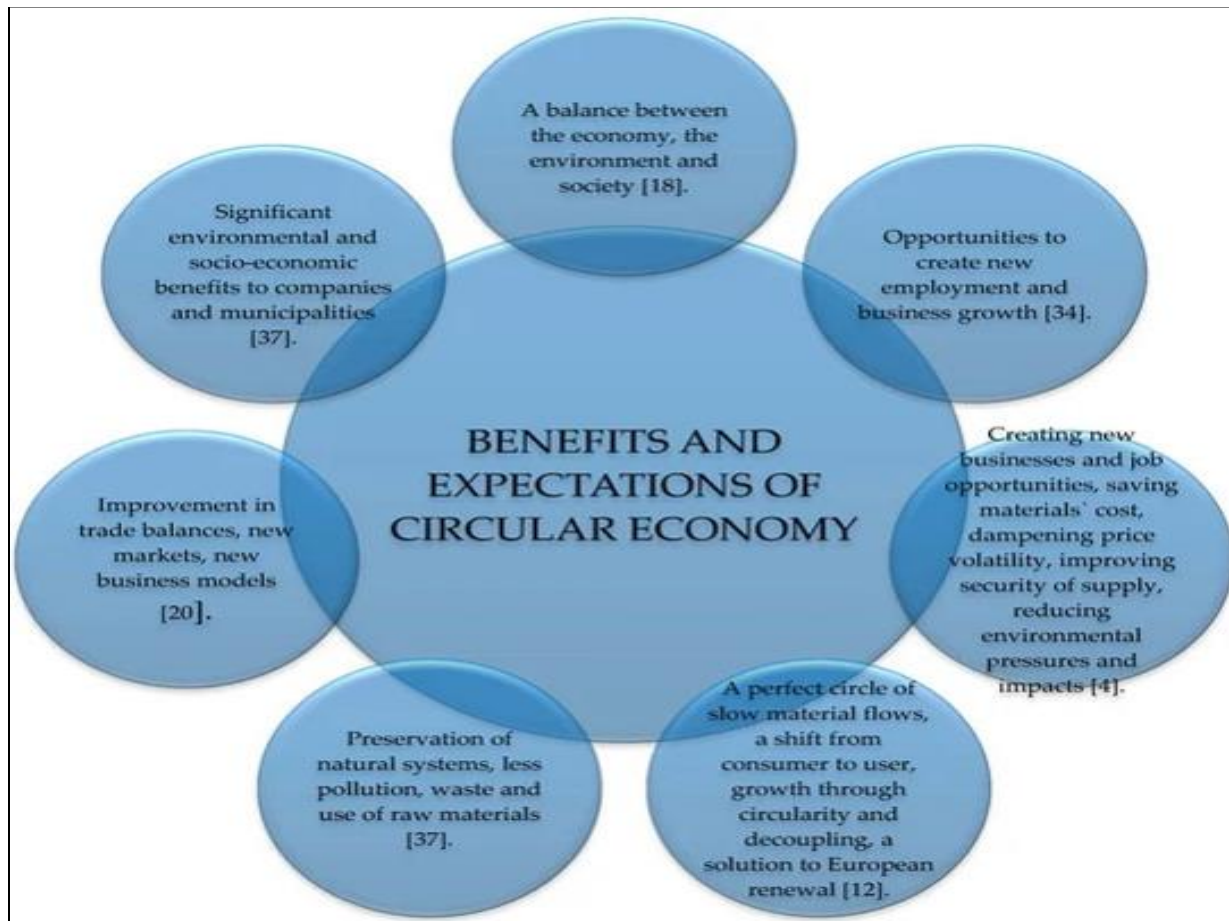 A balance between
the economy, the
environment and
society [18].
Opportunities to
create new
employment and
business growth [34].
Creating new
businesses and job
opportunities, saving
materials` cost,
dampening price
volatility, improving
security of supply,
reducing
environmental
pressures and
impacts [4].
A perfect circle of
slow material flows,
a shift from
consumer to user,
growth through
circularity and
decoupling, a
solution to European
renewal [12].
Preservation of
natural systems, less
pollution, waste and
use of raw materials
[37].
Improvement in
trade balances, new
markets, new
business models
[20].
Significant
environmental and
socio-economic
benefits to companies
and municipalities
[37].
BENEFITS AND
EXPECTATIONS OF
CIRCULAR ECONOMY